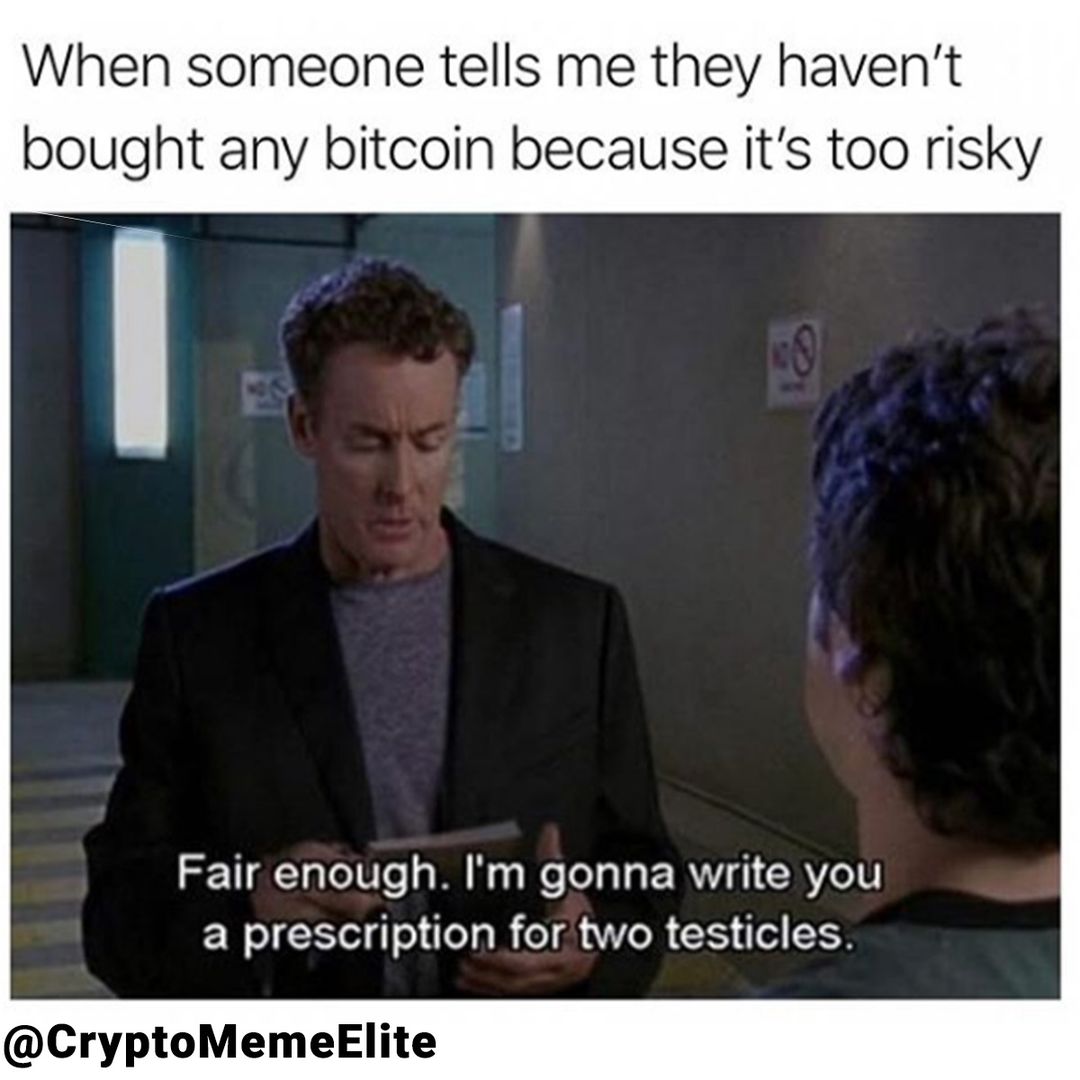 When someone tells me they haven't
bought any bitcoin because it's too risky
NO
Fair enough. I'm gonna write you
a prescription for two testicles.
@CryptoMemeElite